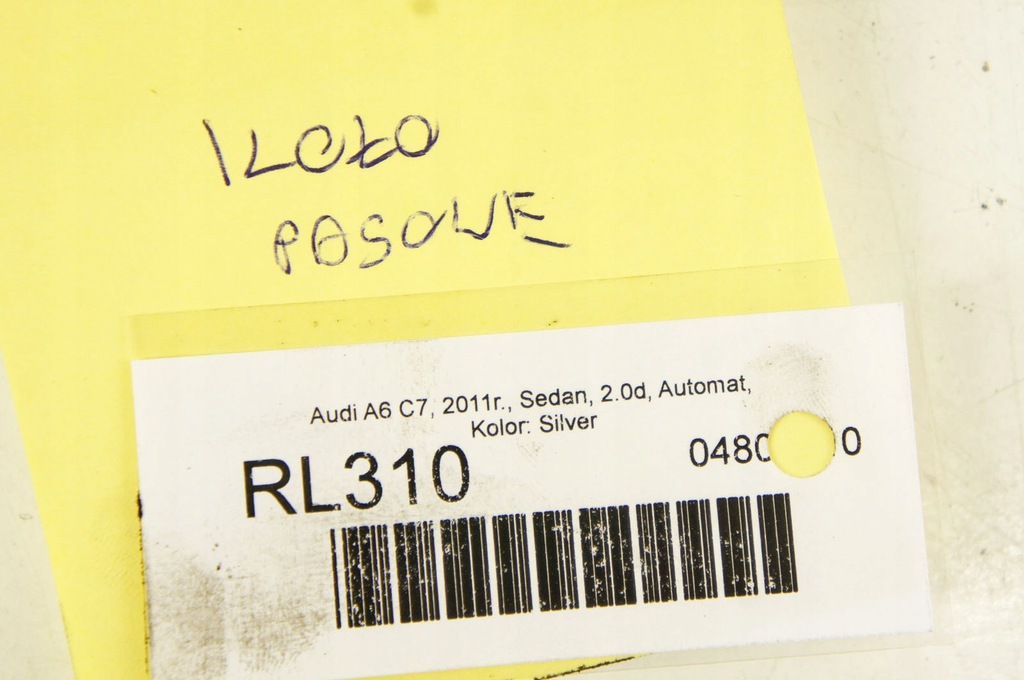 KOŁO
PASOWE
Audi A6 C7, 2011r., Sedan, 2.0d, Automat,
Kolor: Silver
RL310